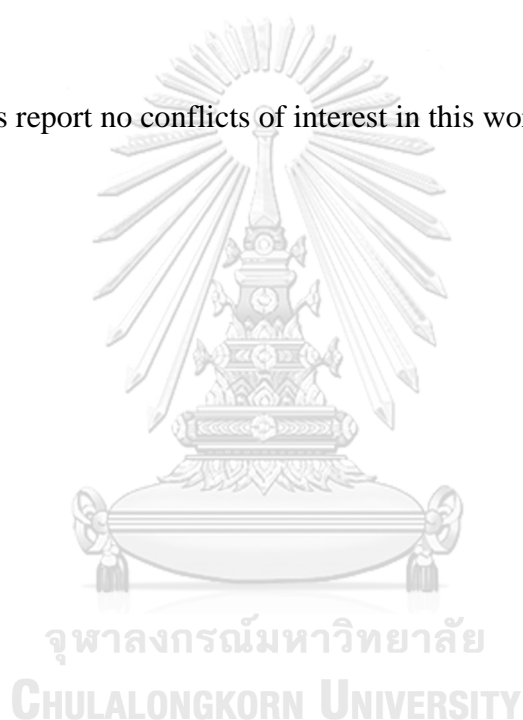 s report no conflicts of interest in this wor
จุฬาลงกรณ์มหาวิทยาลัย
CHULALONGKORN UNIVERSITY